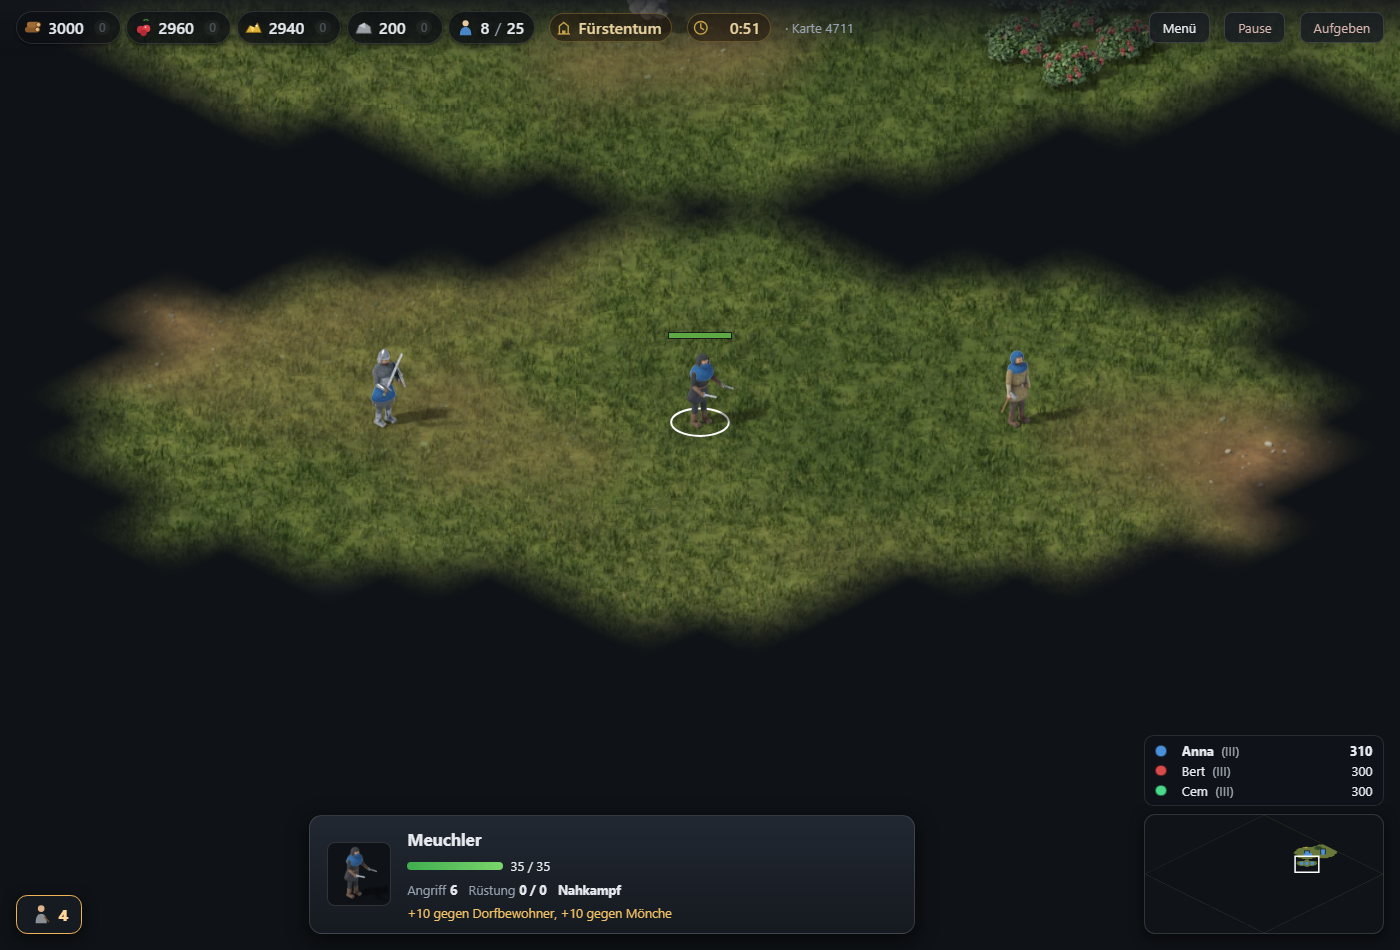 3000 0 2960 0 2940 0 200 0 8 / 25 Fürstentum 0:51 · Karte 4711 Menü Pause Aufgeben
Anna (III) 310
Bert (III) 300
Cem (III) 300
Meuchler
35 / 35
Angriff 6 Rüstung 0 / 0 Nahkampf
+10 gegen Dorfbewohner, +10 gegen Mönche
4